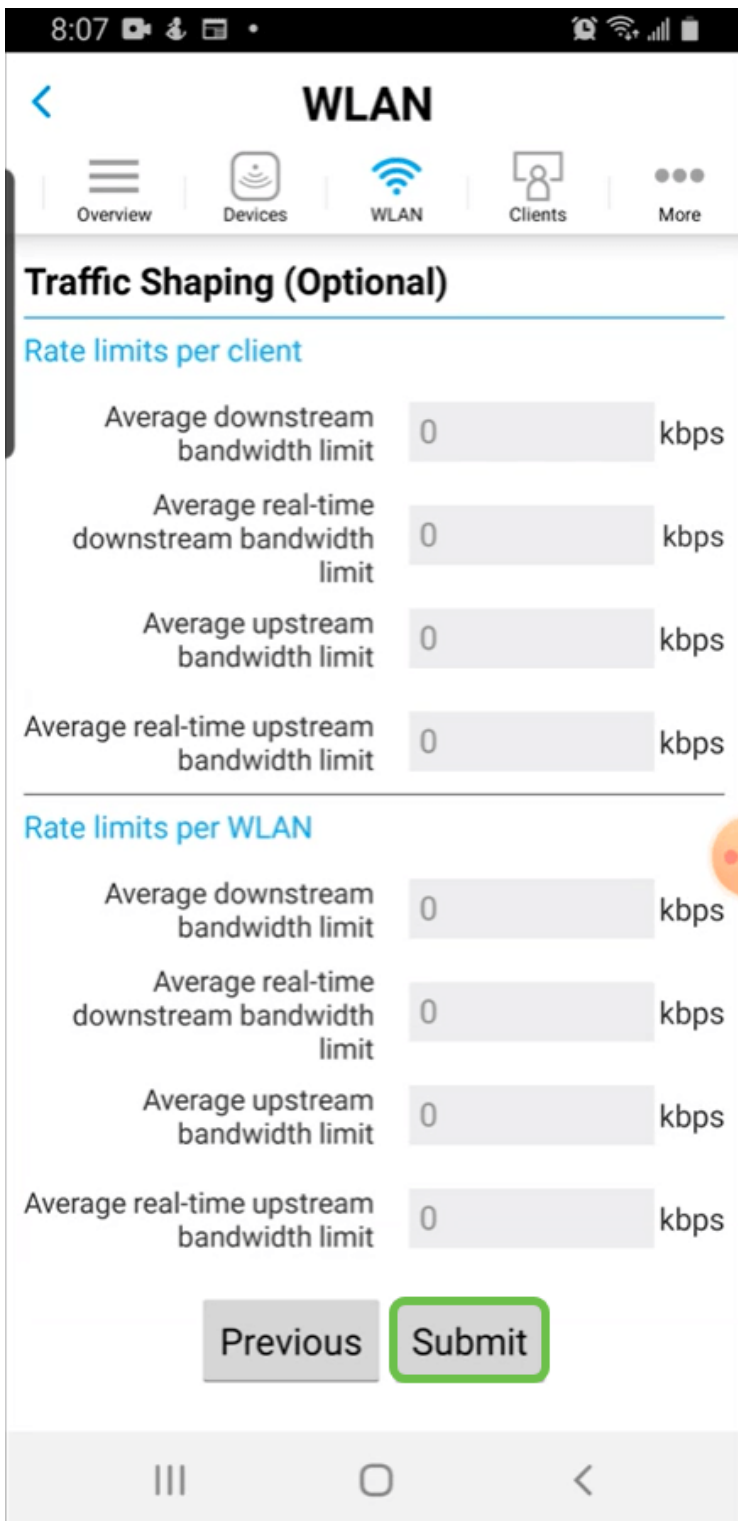 8:07
WLAN
Overview Devices WLAN Clients More
Traffic Shaping (Optional)
Rate limits per client
Average downstream
bandwidth limit
0 kbps
Average real-time
downstream bandwidth
limit
0 kbps
Average upstream
bandwidth limit
0 kbps
Average real-time upstream
bandwidth limit
0 kbps
Rate limits per WLAN
Average downstream
bandwidth limit
0 kbps
Average real-time
downstream bandwidth
limit
0 kbps
Average upstream
bandwidth limit
0 kbps
Average real-time upstream
bandwidth limit
0 kbps
Previous Submit